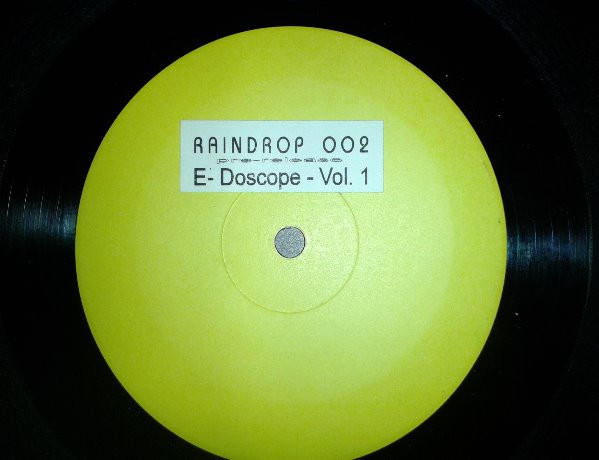 RAINDROP 002
pre-release
E- Doscope - Vol. 1